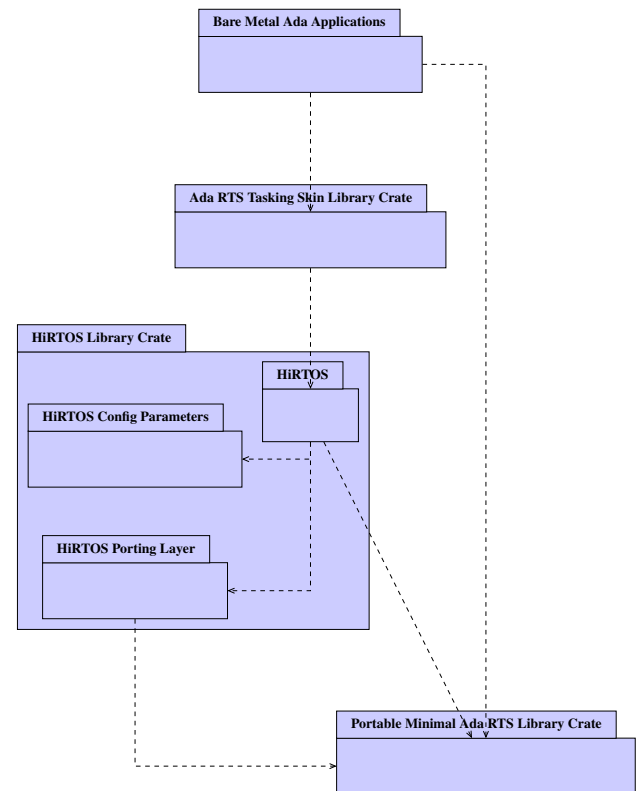 Bare Metal Ada Applications
Ada RTS Tasking Skin Library Crate
HiRTOS Library Crate
HiRTOS
HiRTOS Config Parameters
HiRTOS Porting Layer
Portable Minimal Ada RTS Library Crate